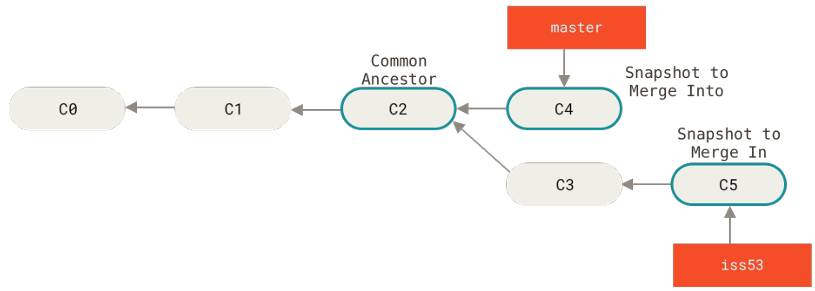 master
Common
Ancestor
Snapshot to
Merge Into
C0
C1
C2
C4
Snapshot to
Merge In
C3
C5
iss53